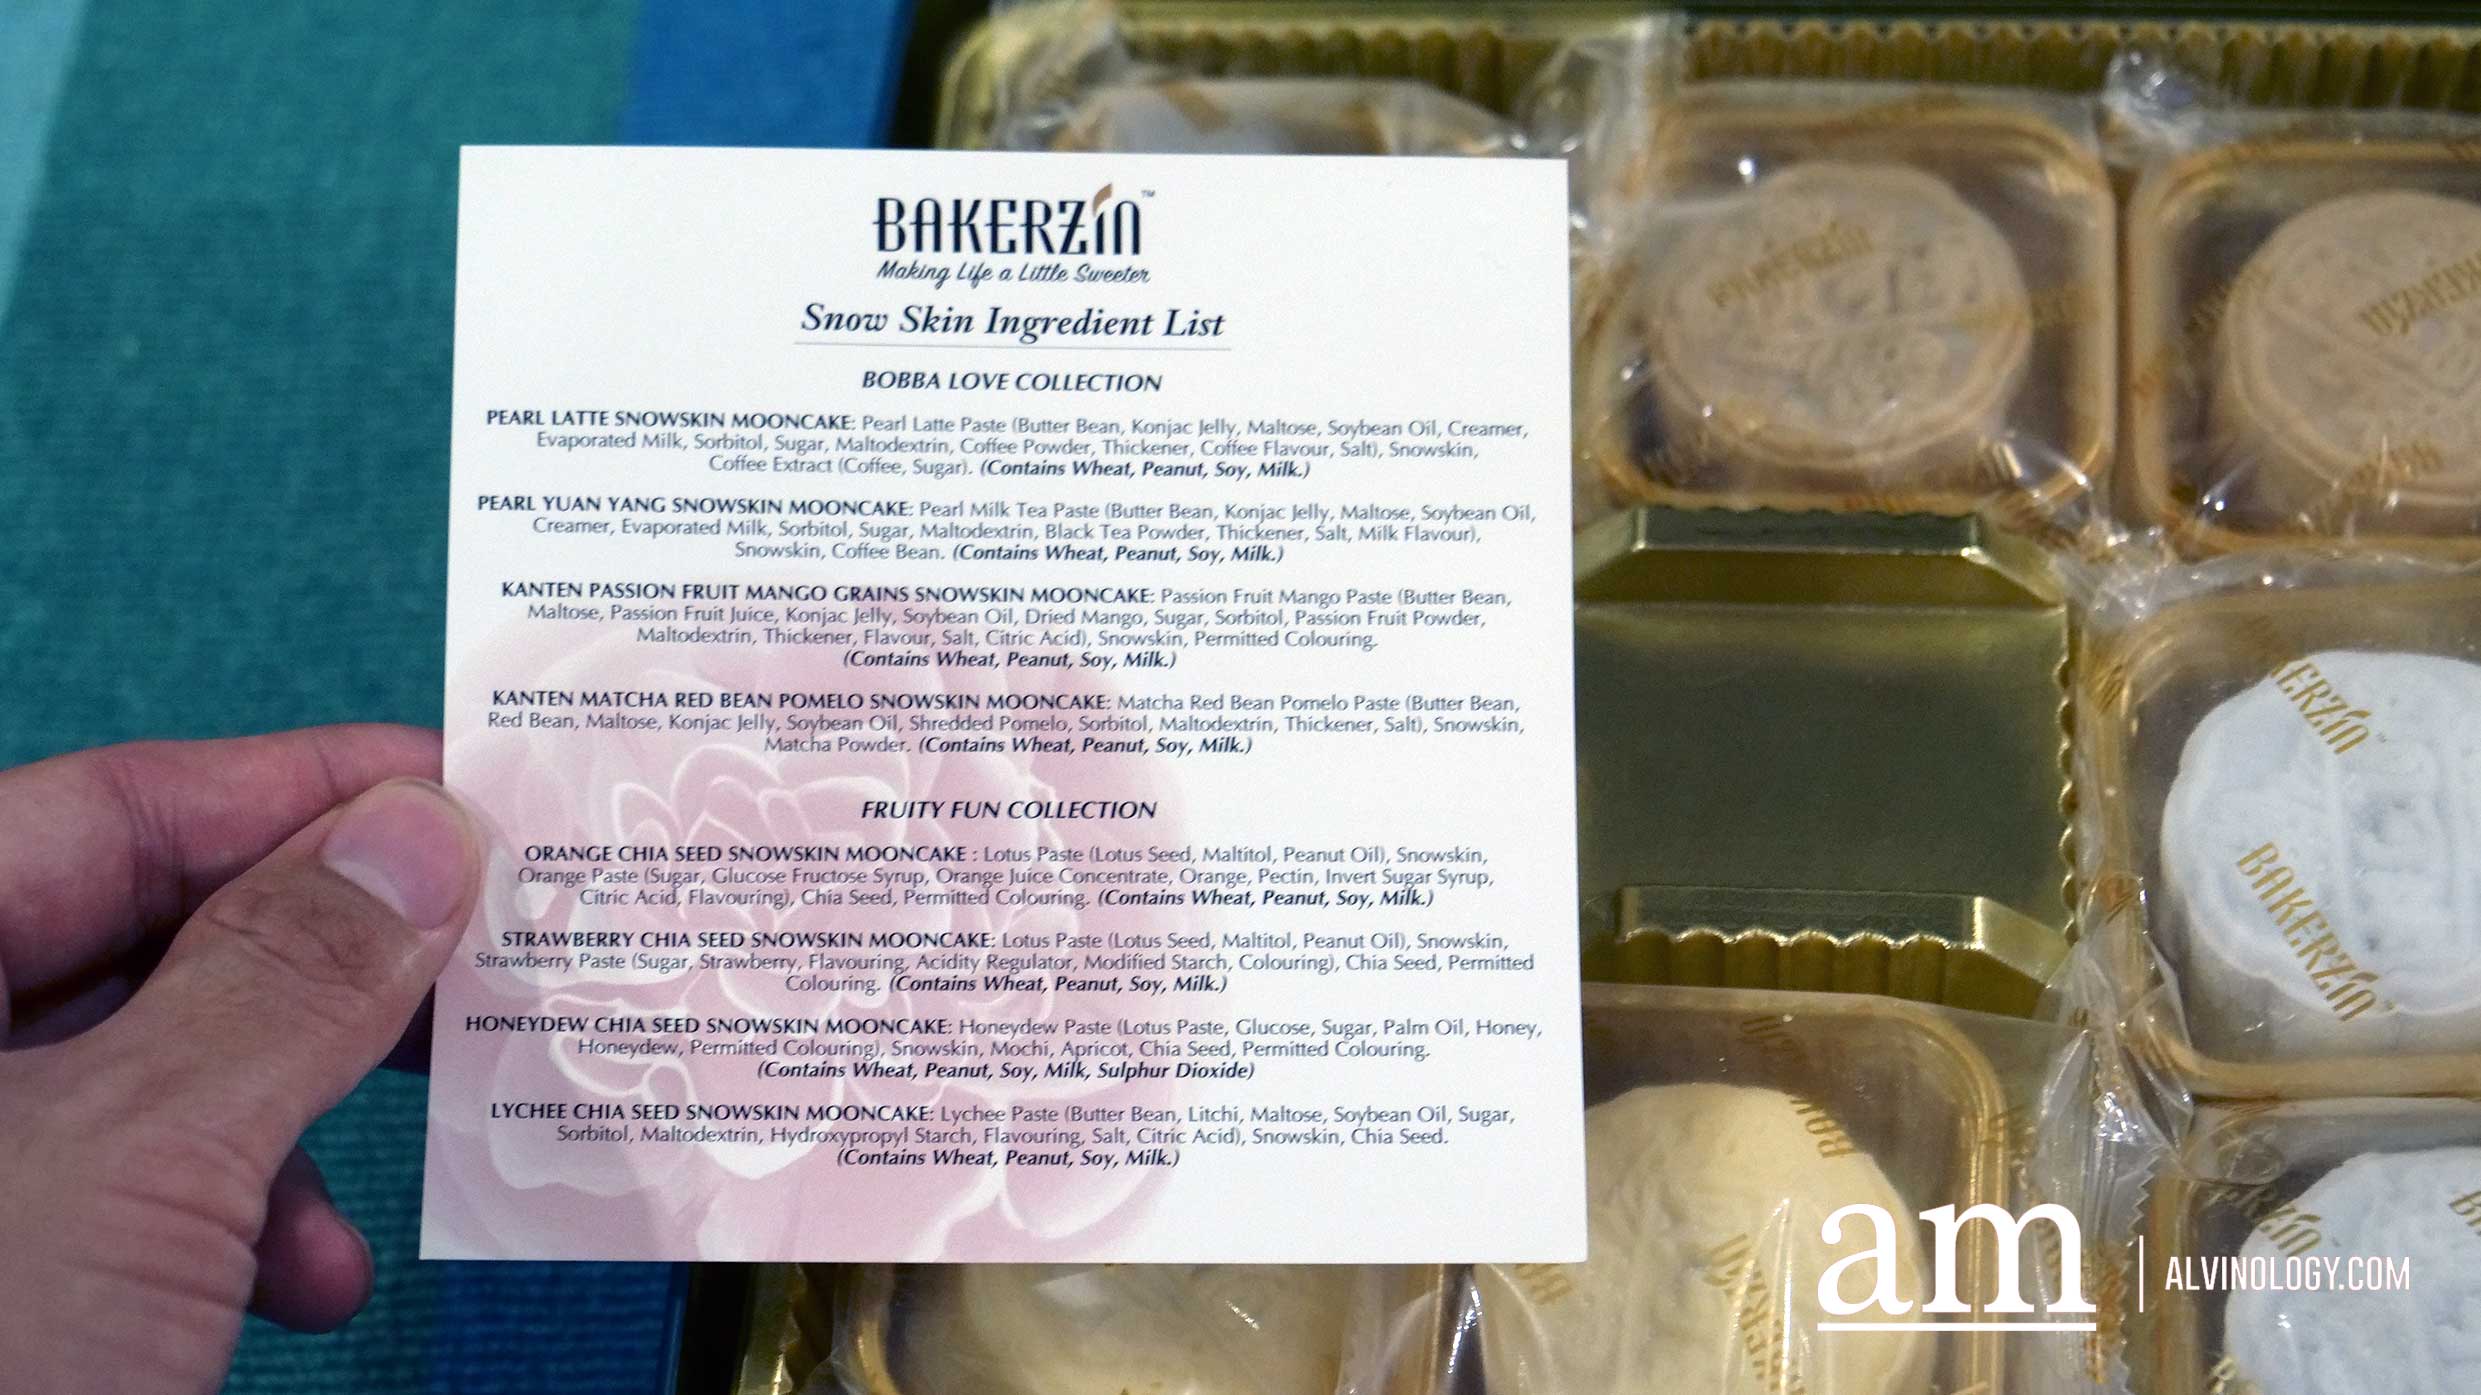 BAKERZIN™
Making Life a Little Sweeter
Snow Skin Ingredient List
BOBBA LOVE COLLECTION
PEARL LATTE SNOWSKIN MOONCAKE: Pearl Latte Paste (Butter Bean, Konjac Jelly, Maltose, Soybean Oil, Creamer,
Evaporated Milk, Sorbitol, Sugar, Maltodextrin, Coffee Powder, Thickener, Coffee Flavour, Salt), Snowskin,
Coffee Extract (Coffee, Sugar). (Contains Wheat, Peanut, Soy, Milk.)
PEARL YUAN YANG SNOWSKIN MOONCAKE: Pearl Milk Tea Paste (Butter Bean, Konjac Jelly, Maltose, Soybean Oil,
Creamer, Evaporated Milk, Sorbitol, Sugar, Maltodextrin, Black Tea Powder, Thickener, Salt, Milk Flavour),
Snowskin, Coffee Bean. (Contains Wheat, Peanut, Soy, Milk.)
KANTEN PASSION FRUIT MANGO GRAINS SNOWSKIN MOONCAKE: Passion Fruit Mango Paste (Butter Bean,
Maltose, Passion Fruit Juice, Konjac Jelly, Soybean Oil, Dried Mango, Sugar, Sorbitol, Passion Fruit Powder,
Maltodextrin, Thickener, Flavour, Salt, Citric Acid), Snowskin, Permitted Colouring.
(Contains Wheat, Peanut, Soy, Milk.)
KANTEN MATCHA RED BEAN POMELO SNOWSKIN MOONCAKE: Matcha Red Bean Pomelo Paste (Butter Bean,
Red Bean, Maltose, Konjac Jelly, Soybean Oil, Shredded Pomelo, Sorbitol, Maltodextrin, Thickener, Salt), Snowskin,
Matcha Powder. (Contains Wheat, Peanut, Soy, Milk.)
FRUITY FUN COLLECTION
ORANGE CHIA SEED SNOWSKIN MOONCAKE : Lotus Paste (Lotus Seed, Maltitol, Peanut Oil), Snowskin,
Orange Paste (Sugar, Glucose Fructose Syrup, Orange Juice Concentrate, Orange, Pectin, Invert Sugar Syrup,
Citric Acid, Flavouring), Chia Seed, Permitted Colouring. (Contains Wheat, Peanut, Soy, Milk.)
STRAWBERRY CHIA SEED SNOWSKIN MOONCAKE: Lotus Paste (Lotus Seed, Maltitol, Peanut Oil), Snowskin,
Strawberry Paste (Sugar, Strawberry, Flavouring, Acidity Regulator, Modified Starch, Colouring), Chia Seed, Permitted
Colouring. (Contains Wheat, Peanut, Soy, Milk.)
HONEYDEW CHIA SEED SNOWSKIN MOONCAKE: Honeydew Paste (Lotus Paste, Glucose, Sugar, Palm Oil, Honey,
Honeydew, Permitted Colouring), Snowskin, Mochi, Apricot, Chia Seed, Permitted Colouring.
(Contains Wheat, Peanut, Soy, Milk, Sulphur Dioxide)
LYCHEE CHIA SEED SNOWSKIN MOONCAKE: Lychee Paste (Butter Bean, Litchi, Maltose, Soybean Oil, Sugar,
Sorbitol, Maltodextrin, Hydroxypropyl Starch, Flavouring, Salt, Citric Acid), Snowskin, Chia Seed.
(Contains Wheat, Peanut, Soy, Milk.)
BAKERZIN
BAKERZIN
am | ALVINOLOGY.COM